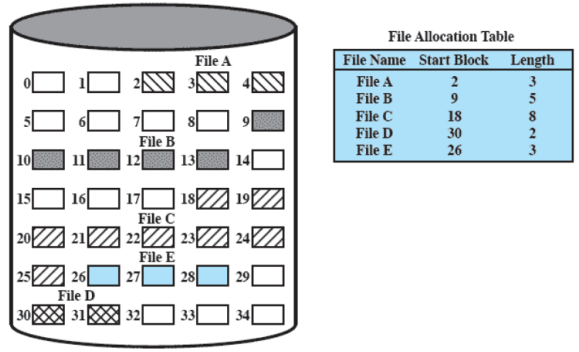 File A
0 1 2 3 4
5 6 7 8 9
File B
10 11 12 13 14
15 16 17 18 19
File C
20 21 22 23 24
File E
25 26 27 28 29
File D
30 31 32 33 34
File Allocation Table
File Name Start Block Length
File A 2 3
File B 9 5
File C 18 8
File D 30 2
File E 26 3